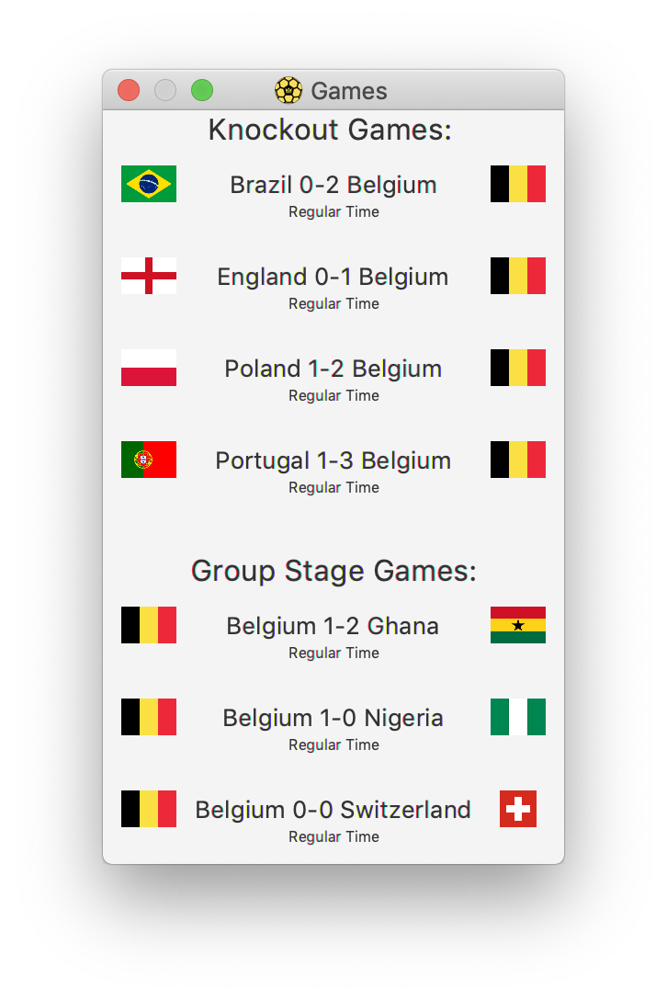 Games
Knockout Games:
Brazil 0-2 Belgium
Regular Time
England 0-1 Belgium
Regular Time
Poland 1-2 Belgium
Regular Time
Portugal 1-3 Belgium
Regular Time
Group Stage Games:
Belgium 1-2 Ghana
Regular Time
Belgium 1-0 Nigeria
Regular Time
Belgium 0-0 Switzerland
Regular Time